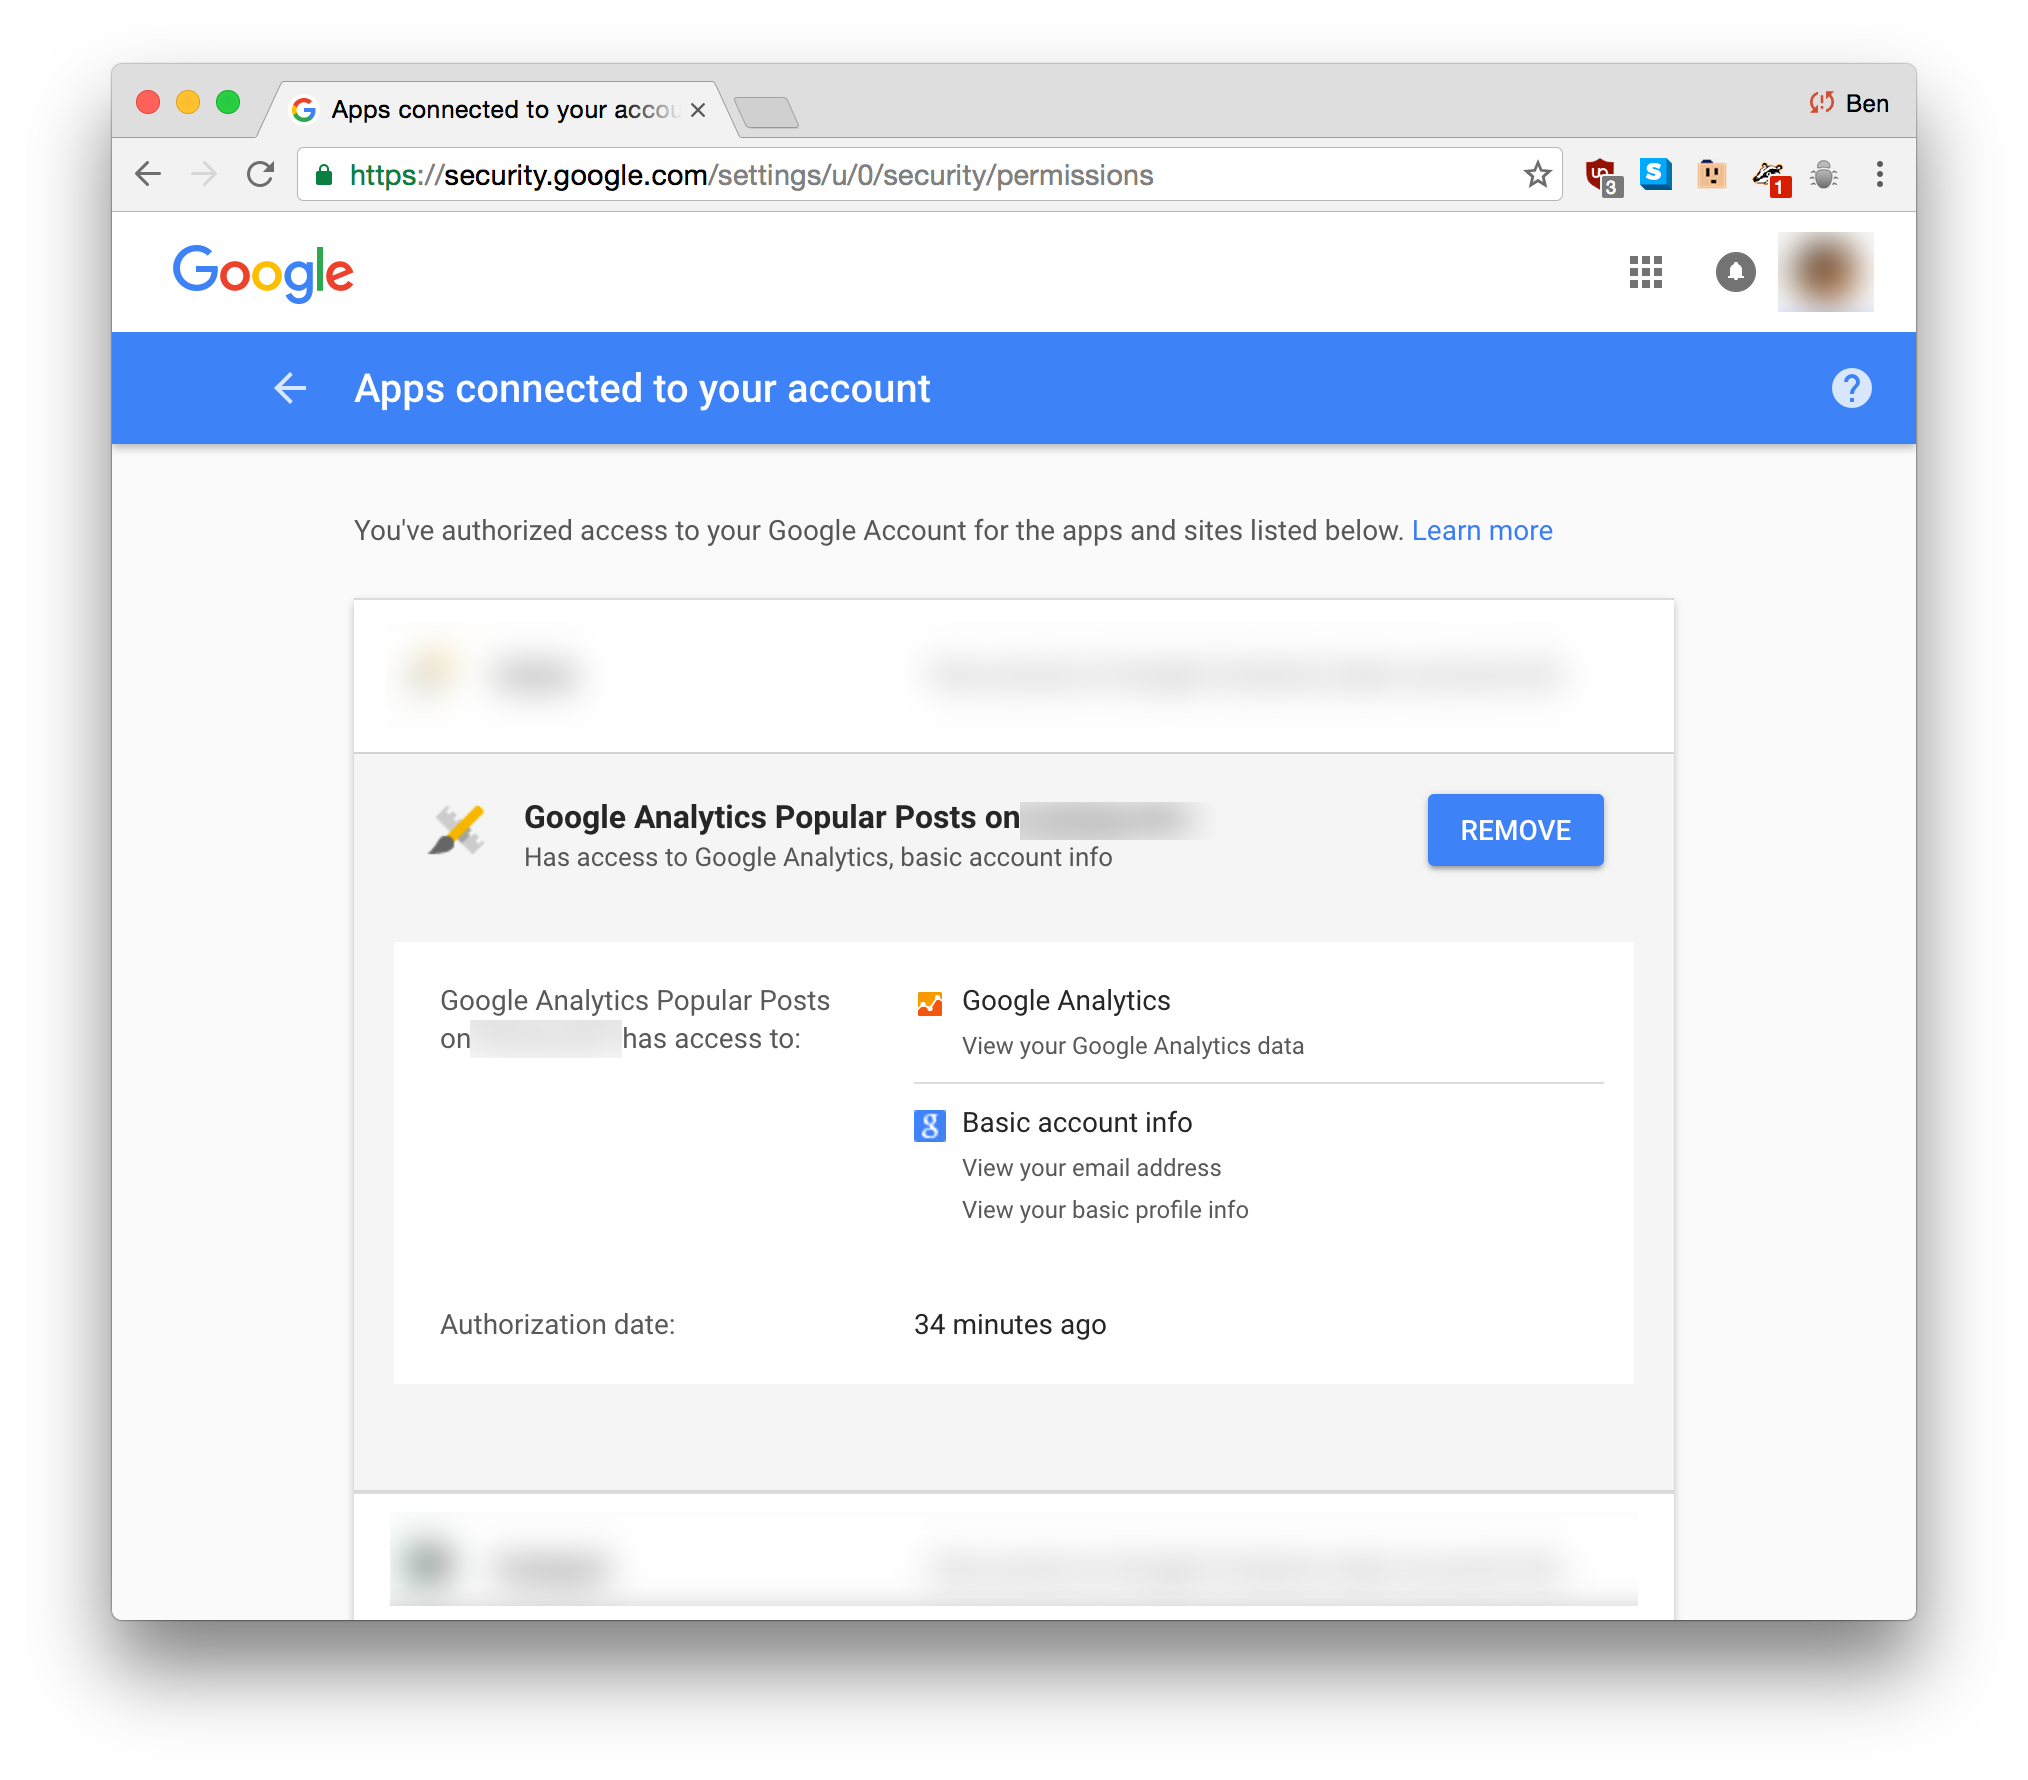 Apps connected to your accou
Ben
https://security.google.com/settings/u/0/security/permissions
3
S
1
Google
Apps connected to your account
?
You've authorized access to your Google Account for the apps and sites listed below. Learn more
Google Analytics Popular Posts on
Has access to Google Analytics, basic account info
REMOVE
Google Analytics Popular Posts
on has access to:
Google Analytics
View your Google Analytics data
g
Basic account info
View your email address
View your basic profile info
Authorization date:
34 minutes ago